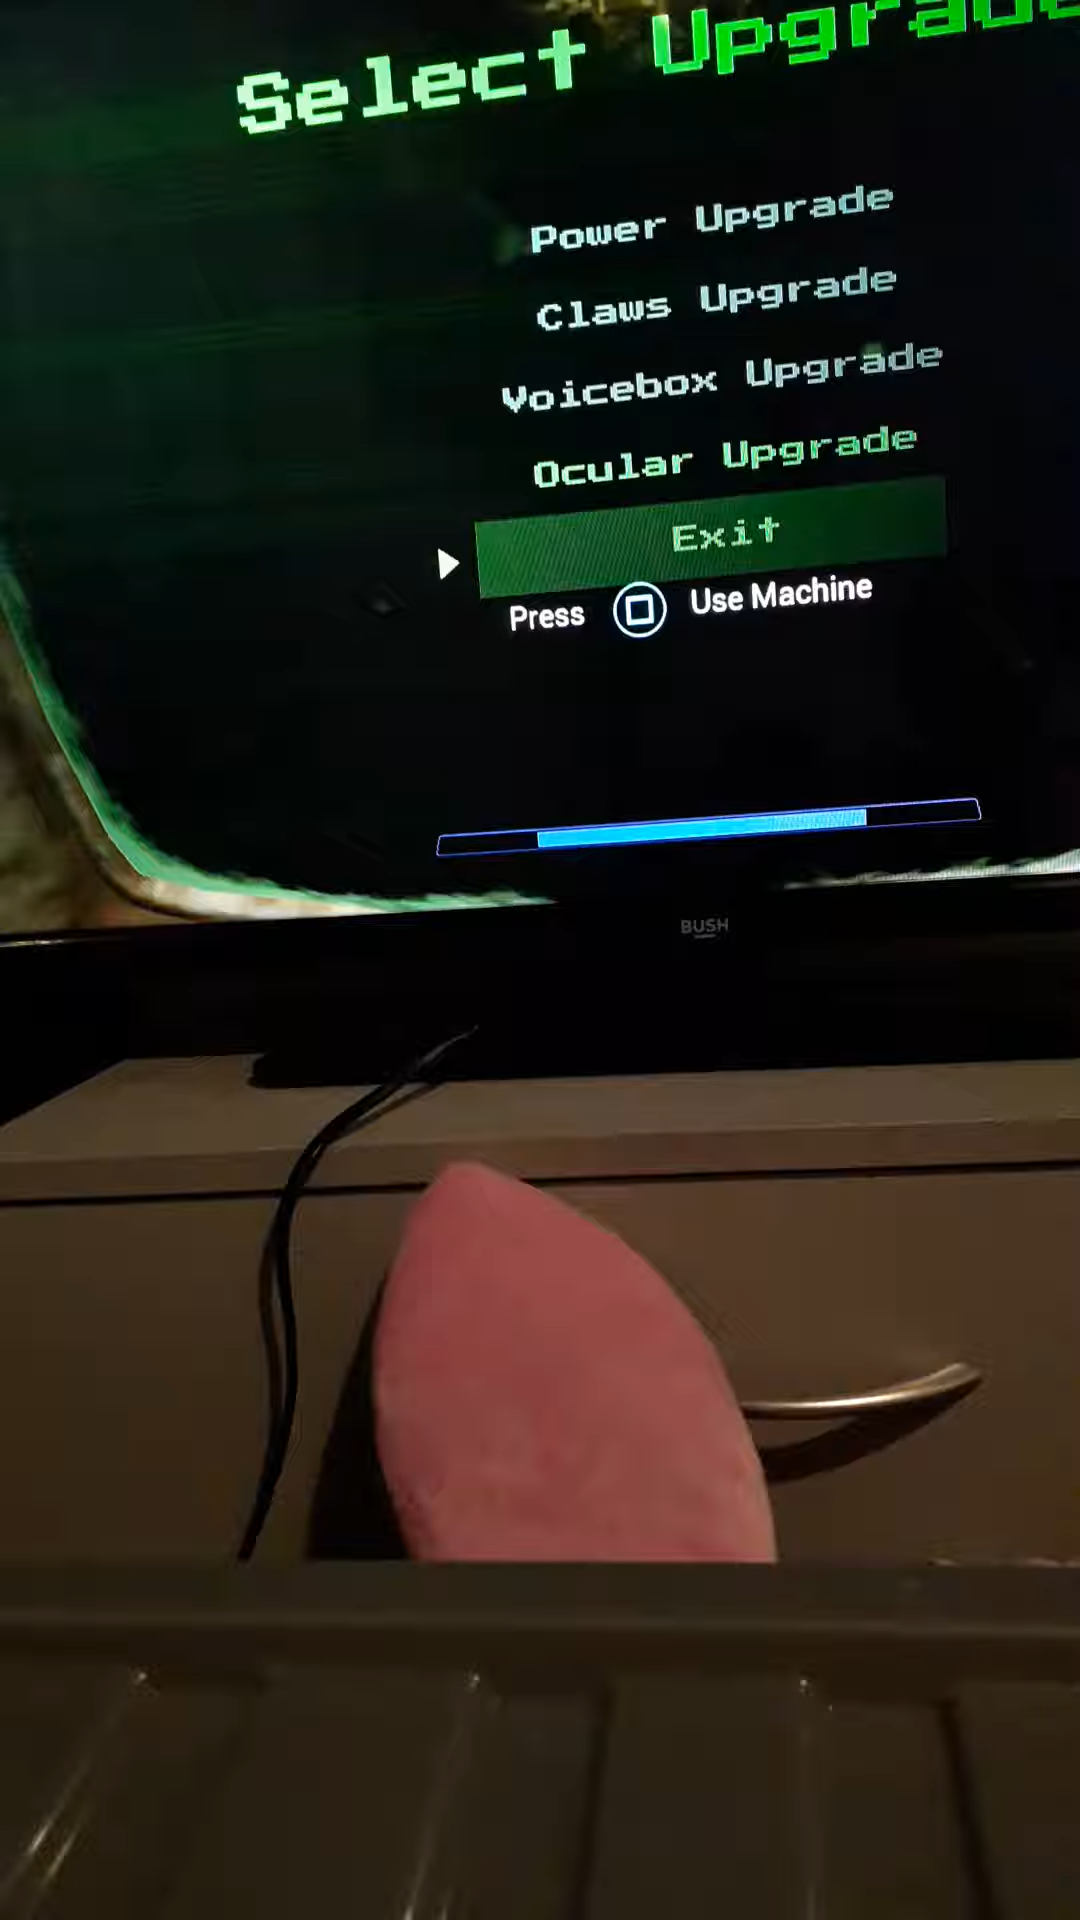 Select Upgrade
Power Upgrade
Claws Upgrade
Voicebox Upgrade
Ocular Upgrade
Exit
Press Use Machine
BUSH